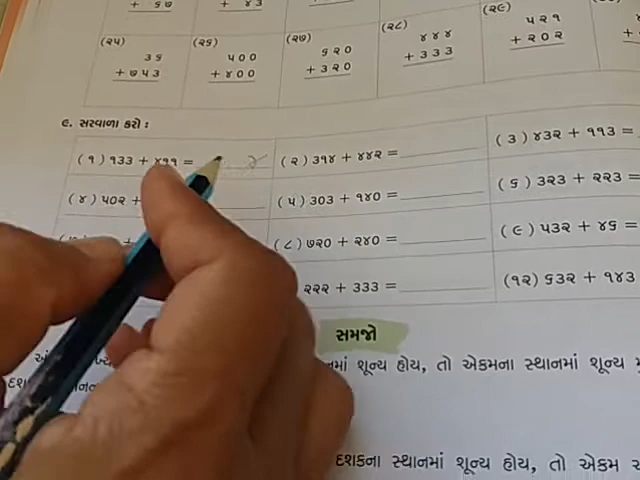 + ૬૭ + ૬૩
(૨૫) ૩૬ + ૭૫૩
(૨૬) ૫૦૦ + ૪૦૦
(૨૭) ૬૨૦ + ૩૨૦
(૨૮) ૪૪૪ + ૩૩૩
(૨૯) ૫૨૧ + ૨૦૨
૯. સરવાળા કરો :
(૧) ૧૩૩ + ૪૧૧ = (૨) ૩૧૪ + ૪૪૨ = (૩) ૪૩૨ + ૧૧૩ =
(૪) ૫૦૨ + (૫) ૩૦૩ + ૧૪૦ = (૬) ૩૨૩ + ૨૨૩ =
(૮) ૭૨૦ + ૨૪૦ = (૯) ૫૩૨ + ૪૬ =
૨૨૨ + ૩૩૩ = (૧૨) ૬૩૨ + ૧૪૩
સમજો
શૂન્ય હોય, તો એકમના સ્થાનમાં શૂન્ય
દશકના સ્થાનમાં શૂન્ય હોય, તો એકમ